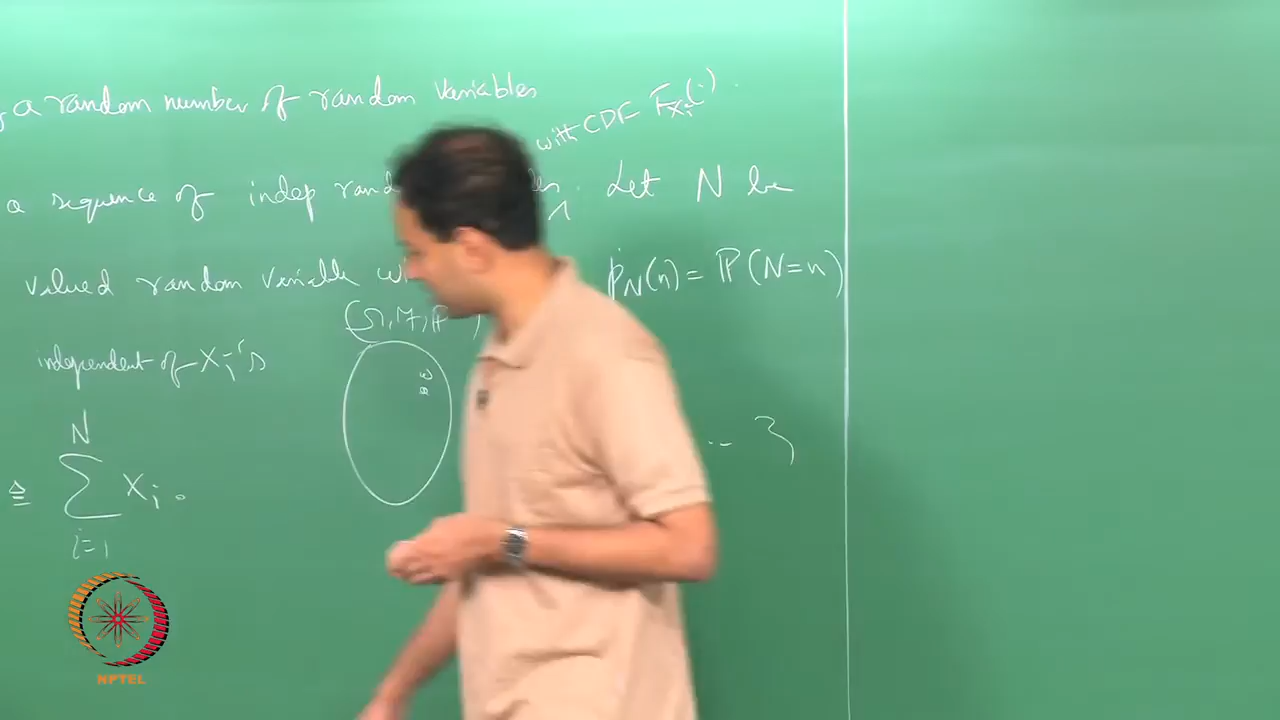 a random number of random variables
with CDF F_{X_i}(·).
a sequence of indep Let N be
valued random variable p_N(n) = ℙ(N=n)
(Ω, ℱ, ℙ
independent of X_i's
ω
N
≜ Σ X_i.
i=1
NPTEL